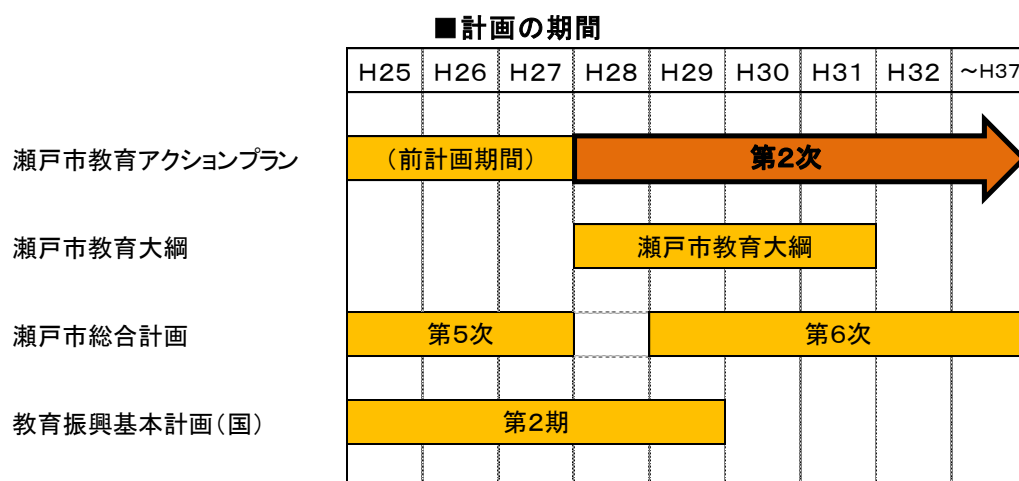 ■計画の期間
H25 H26 H27 H28 H29 H30 H31 H32 ~H37
瀬戸市教育アクションプラン (前計画期間) 第2次
瀬戸市教育大綱 瀬戸市教育大綱
瀬戸市総合計画 第5次 第6次
教育振興基本計画(国) 第2期